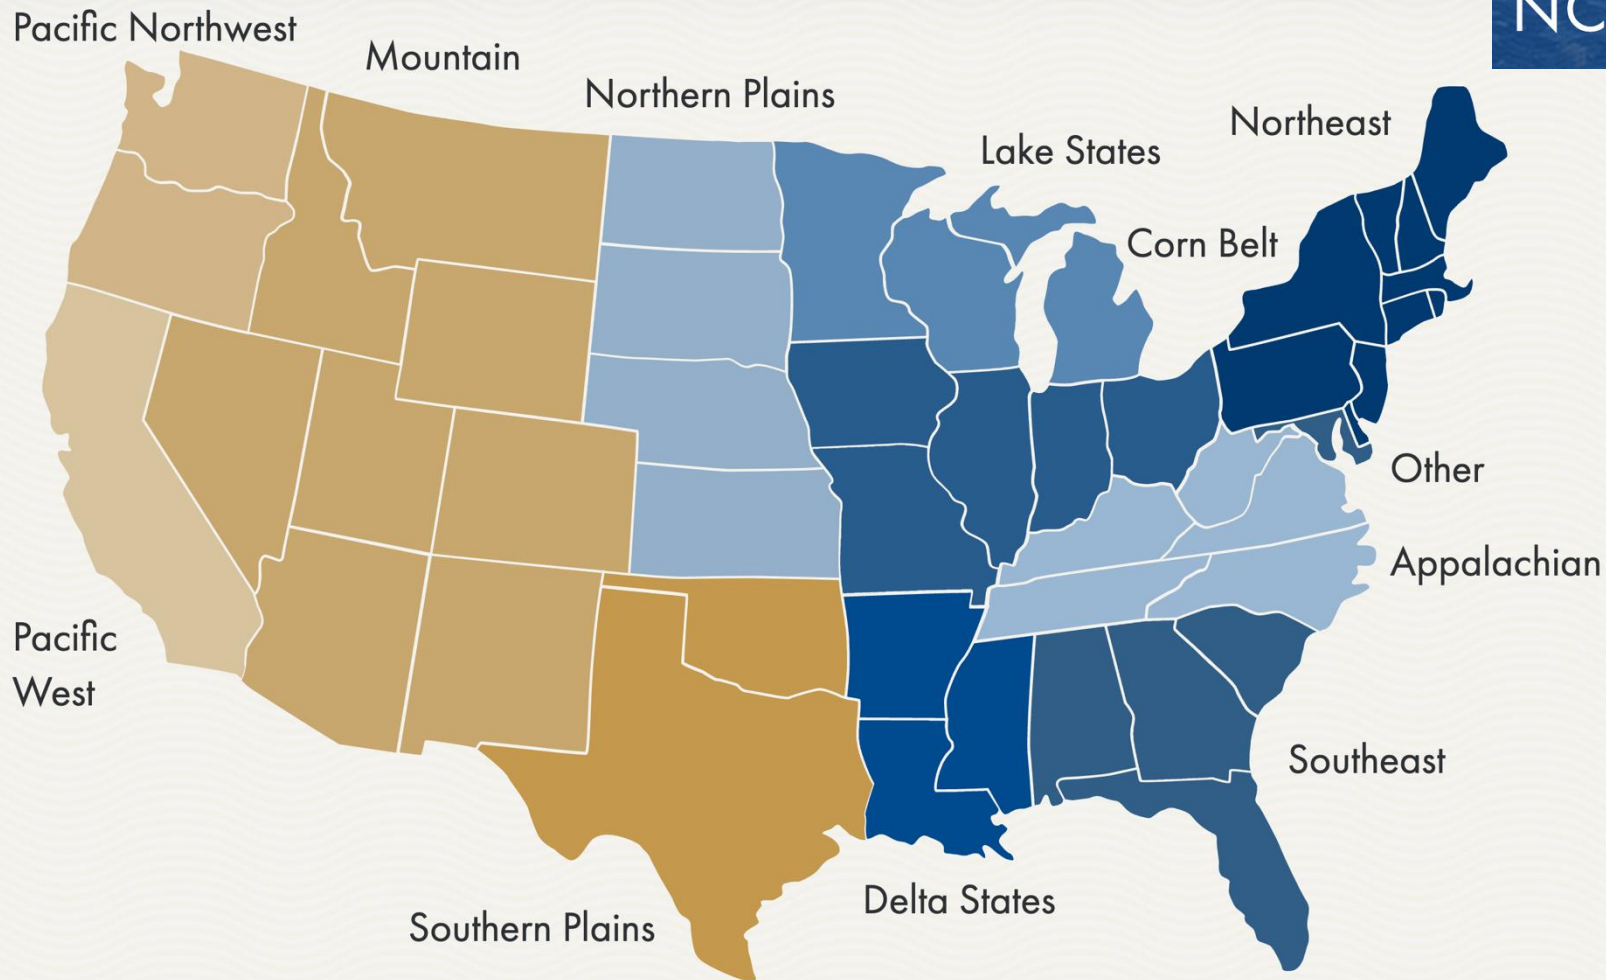 Pacific Northwest
Mountain
Northern Plains
Lake States
Northeast
Corn Belt
Other
Appalachian
Pacific
West
Southeast
Delta States
Southern Plains
NC